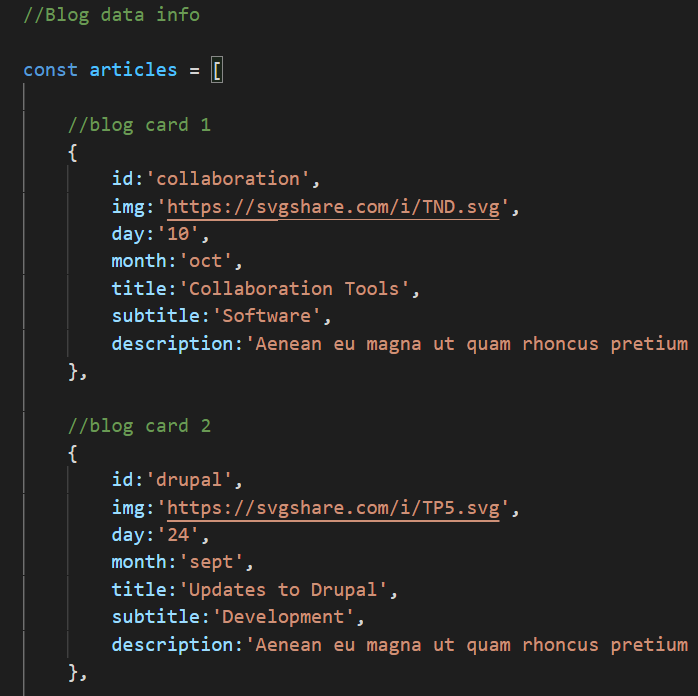 //Blog data info
const articles = [
//blog card 1
{
id:'collaboration',
img:'https://svgshare.com/i/TND.svg',
day:'10',
month:'oct',
title:'Collaboration Tools',
subtitle:'Software',
description:'Aenean eu magna ut quam rhoncus pretium
},
//blog card 2
{
id:'drupal',
img:'https://svgshare.com/i/TP5.svg',
day:'24',
month:'sept',
title:'Updates to Drupal',
subtitle:'Development',
description:'Aenean eu magna ut quam rhoncus pretium
},